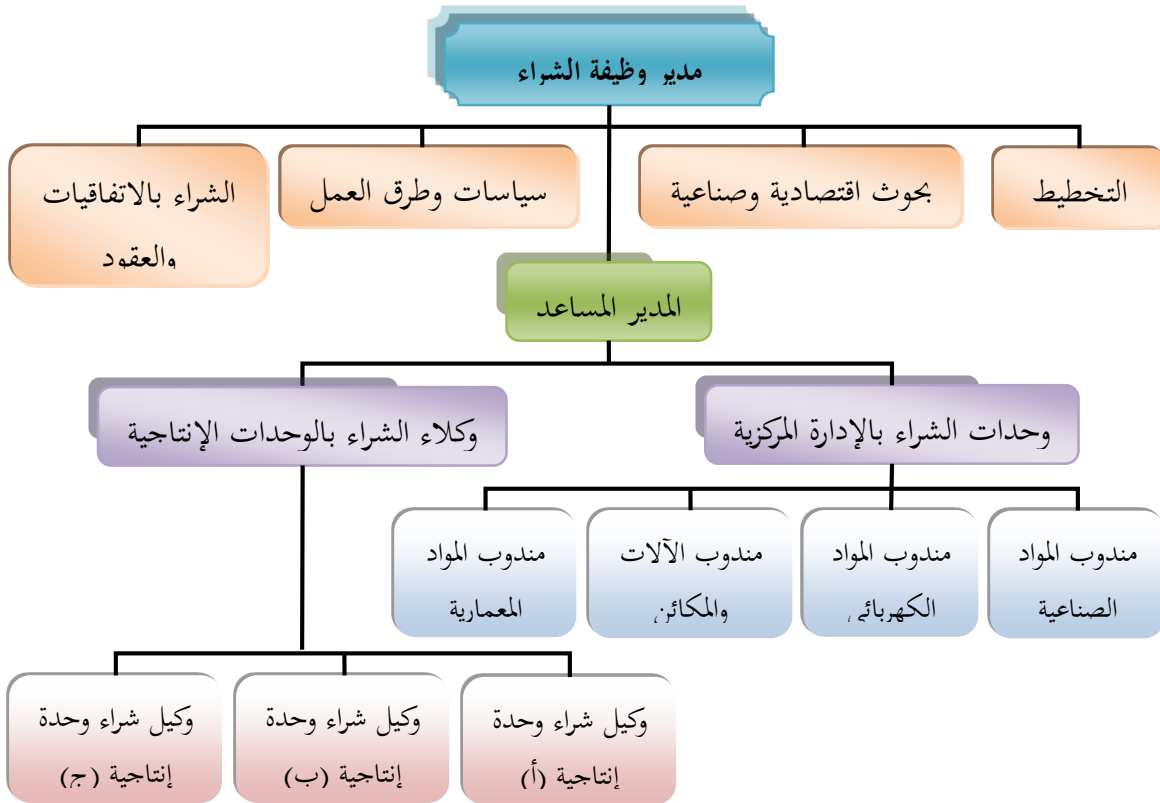 مدير وظيفة الشراء
التخطيط
بحوث اقتصادية وصناعية
سياسات وطرق العمل
الشراء بالاتفاقيات
والعقود
المدير المساعد
وحدات الشراء بالإدارة المركزية
وكلاء الشراء بالوحدات الإنتاجية
مندوب المواد
الصناعية
مندوب المواد
الكهربائي
مندوب الآلات
والمكائن
مندوب المواد
المعمارية
وكيل شراء وحدة
إنتاجية (أ)
وكيل شراء وحدة
إنتاجية (ب)
وكيل شراء وحدة
إنتاجية (ج)